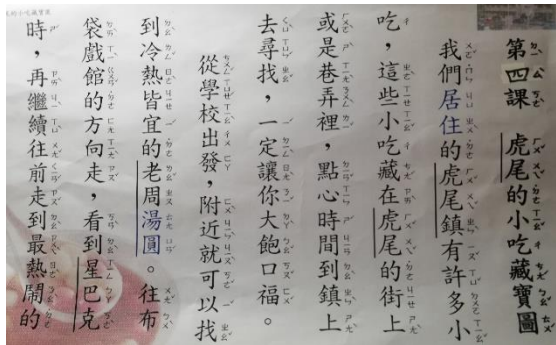 第四課 虎尾的小吃藏寶圖
我們居住的虎尾鎮有許多小
吃，這些小吃藏在虎尾的街上
或是巷弄裡，點心時間到鎮上
去尋找，一定讓你大飽口福。
從學校出發，附近就可以找
到冷熱皆宜的老周湯圓。往布
袋戲館的方向走，看到星巴克
時，再繼續往前走到最熱鬧的